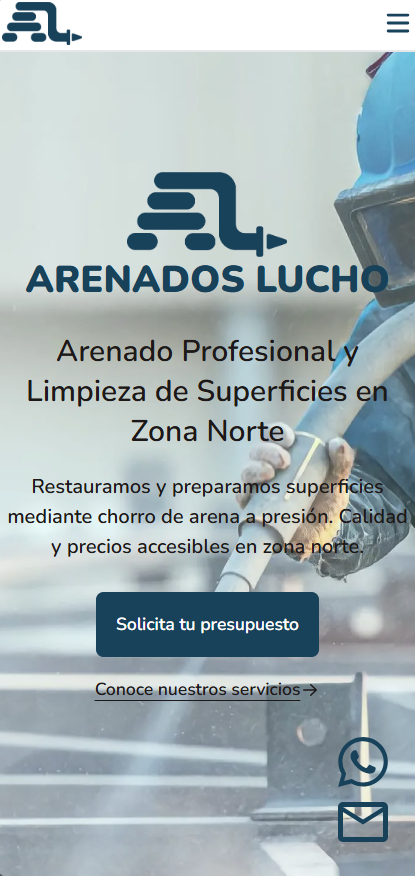 ARENADOS LUCHO
Arenado Profesional y
Limpieza de Superficies en
Zona Norte
Restauramos y preparamos superficies
mediante chorro de arena a presión. Calidad
y precios accesibles en zona norte.
Solicita tu presupuesto
Conoce nuestros servicios